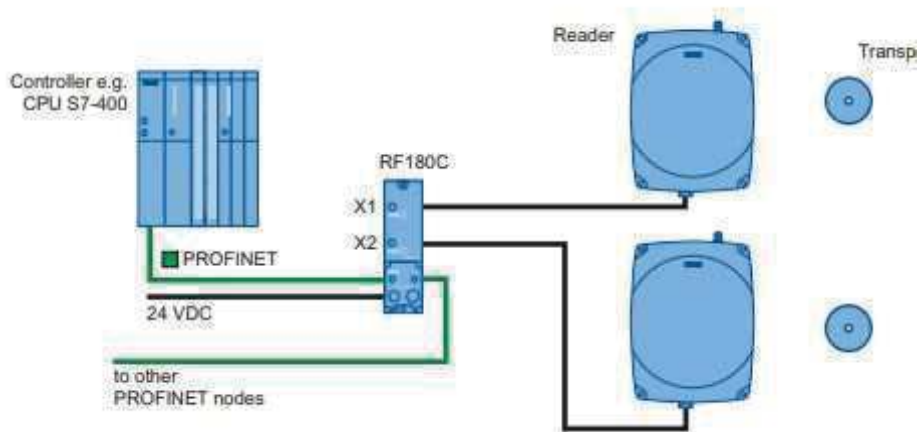 Reader
Transp
Controller e.g.
CPU S7-400
RF180C
X1
X2
PROFINET
24 VDC
to other
PROFINET nodes